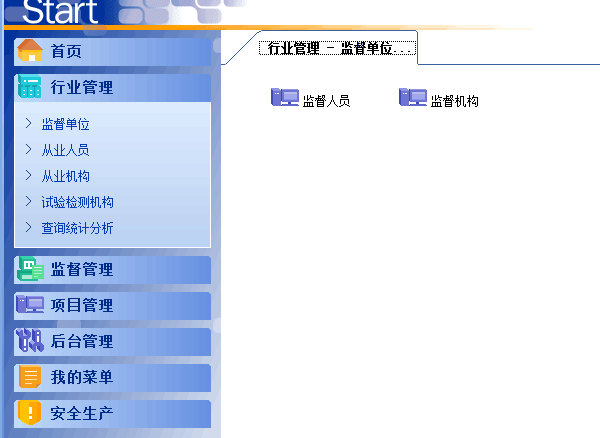 Start
首页
行业管理
监督单位
从业人员
从业机构
试验检测机构
查询统计分析
监督管理
项目管理
后台管理
我的菜单
安全生产
行业管理 - 监督单位...
监督人员
监督机构